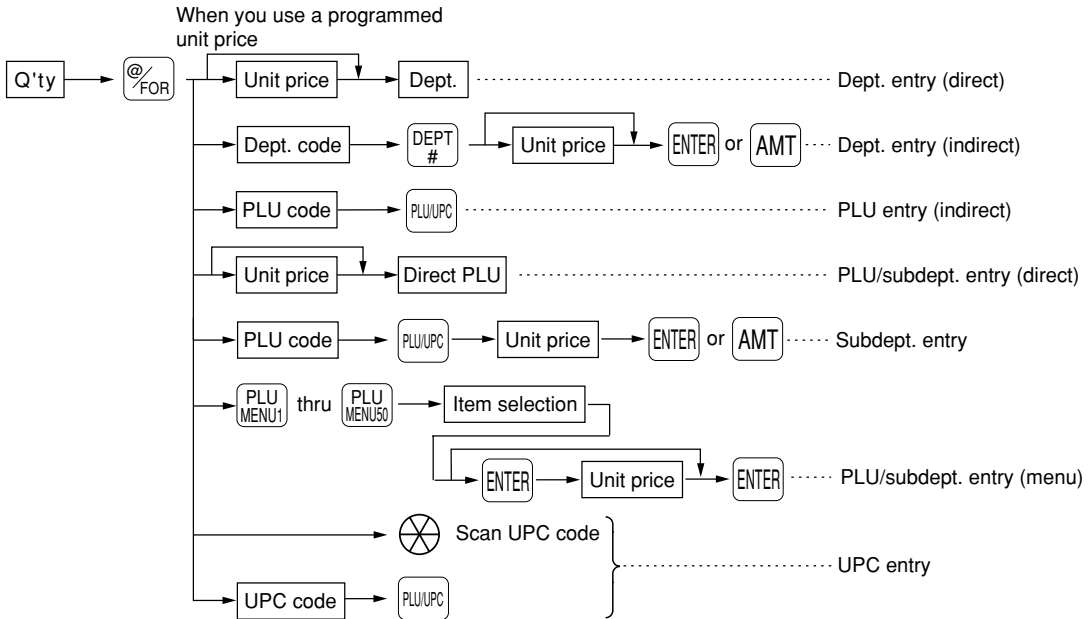 When you use a programmed
unit price
Q'ty @/FOR Unit price Dept. Dept. entry (direct)
Dept. code DEPT # Unit price ENTER or AMT Dept. entry (indirect)
PLU code PLU/UPC PLU entry (indirect)
Unit price Direct PLU PLU/subdept. entry (direct)
PLU code PLU/UPC Unit price ENTER or AMT Subdept. entry
PLU MENU1 thru PLU MENU50 Item selection
ENTER Unit price ENTER PLU/subdept. entry (menu)
Scan UPC code
UPC entry
UPC code PLU/UPC